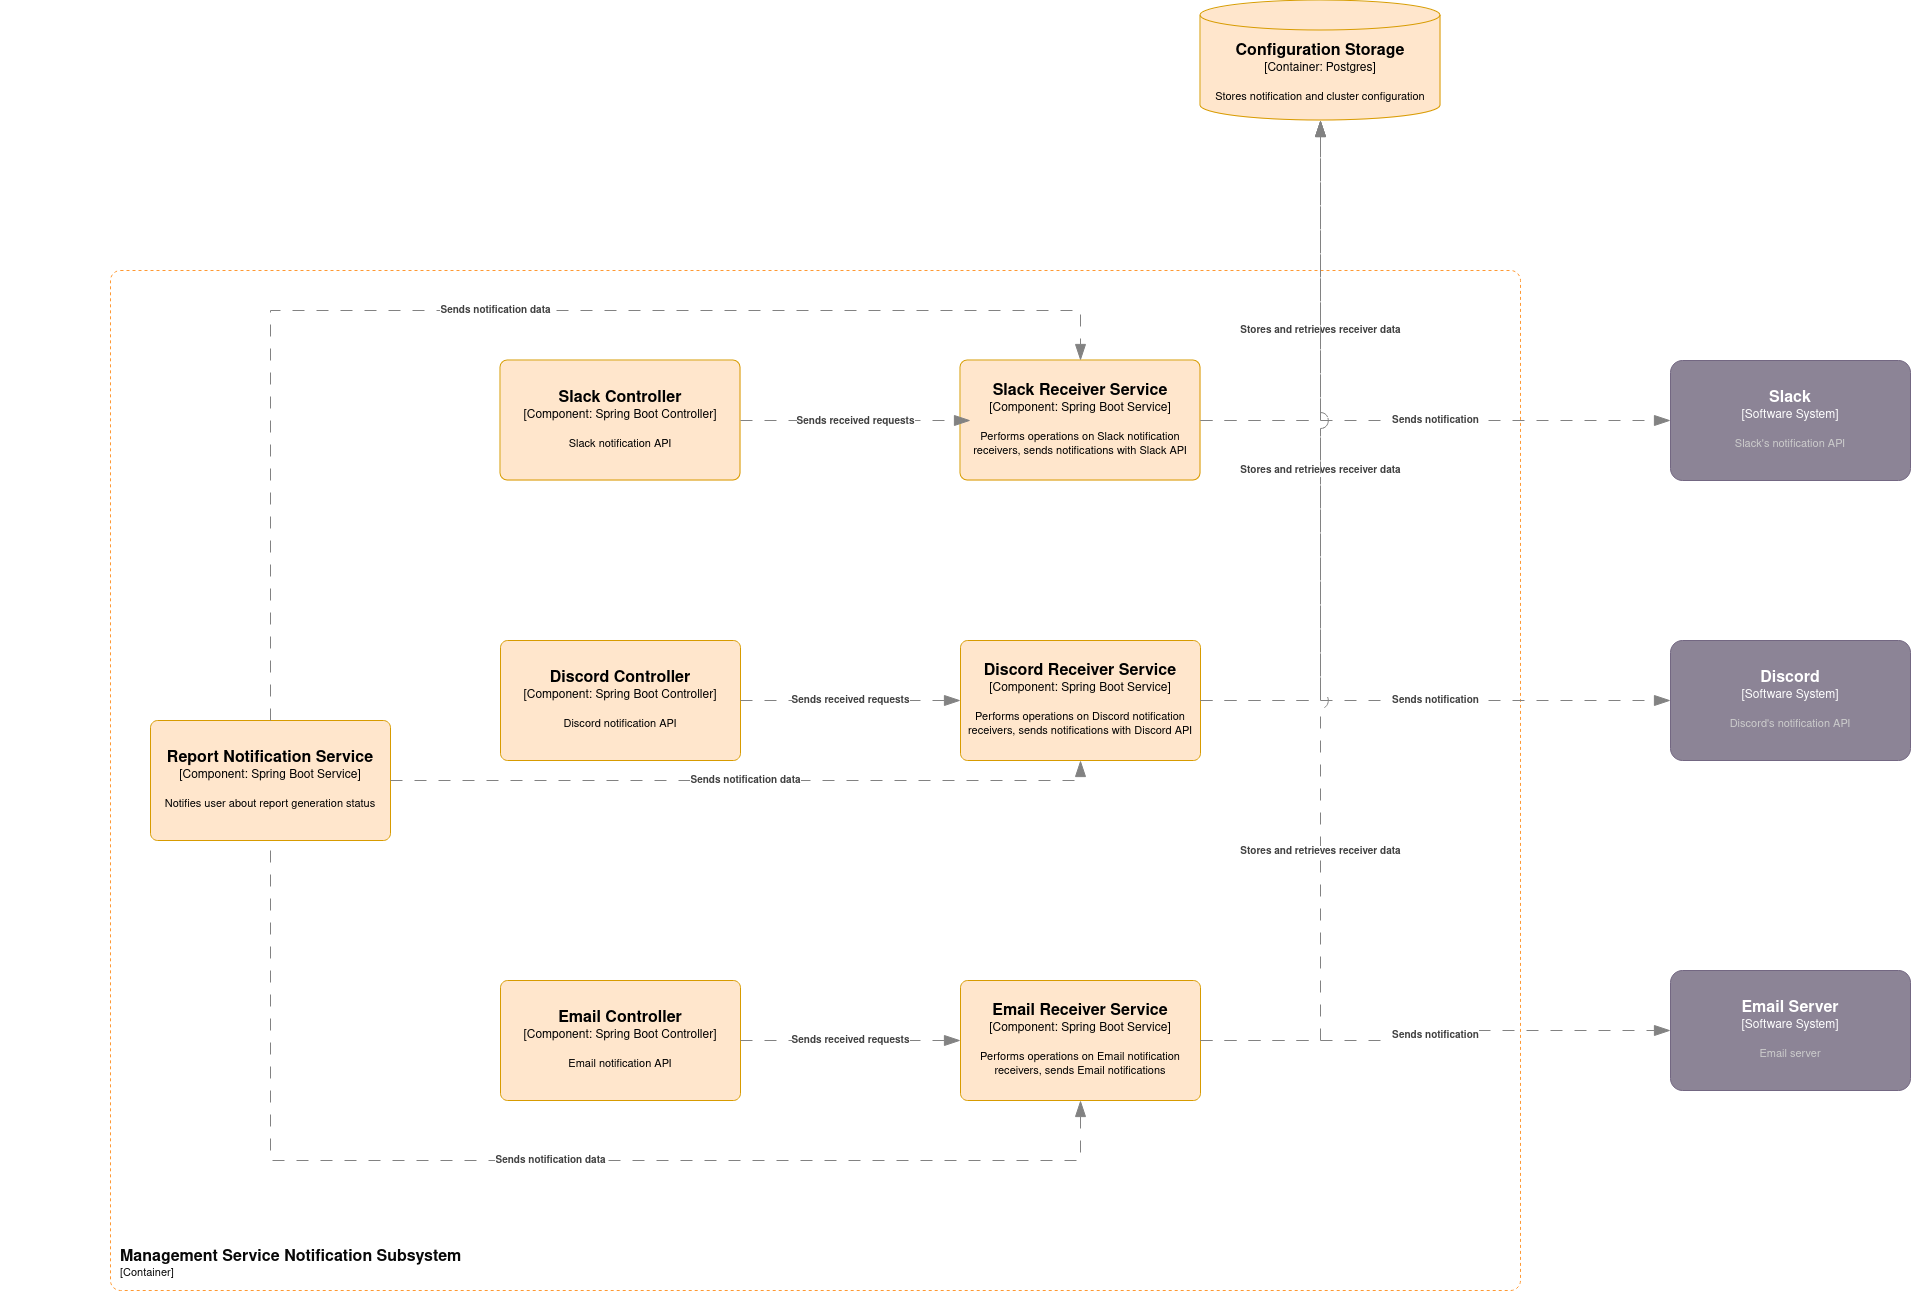 Configuration Storage
[Container: Postgres]
Stores notification and cluster configuration
Sends notification data
Stores and retrieves receiver data
Slack Controller
[Component: Spring Boot Controller]
Slack notification API
Sends received requests
Slack Receiver Service
[Component: Spring Boot Service]
Performs operations on Slack notification
receivers, sends notifications with Slack API
Sends notification
Slack
[Software System]
Slack's notification API
Stores and retrieves receiver data
Discord Controller
[Component: Spring Boot Controller]
Discord notification API
Sends received requests
Discord Receiver Service
[Component: Spring Boot Service]
Performs operations on Discord notification
receivers, sends notifications with Discord API
Sends notification
Discord
[Software System]
Discord's notification API
Report Notification Service
[Component: Spring Boot Service]
Notifies user about report generation status
Sends notification data
Stores and retrieves receiver data
Email Controller
[Component: Spring Boot Controller]
Email notification API
Sends received requests
Email Receiver Service
[Component: Spring Boot Service]
Performs operations on Email notification
receivers, sends Email notifications
Sends notification
Email Server
[Software System]
Email server
Sends notification data
Management Service Notification Subsystem
[Container]